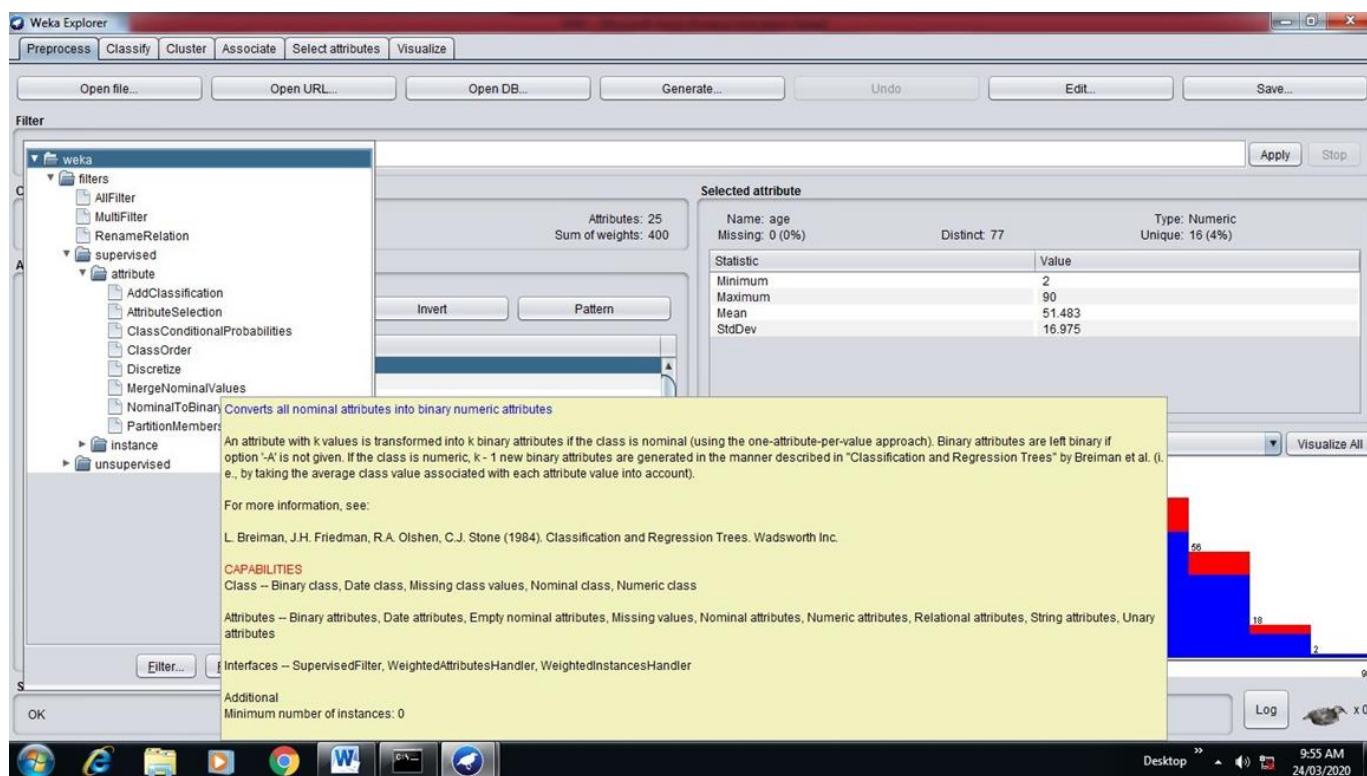 Weka Explorer
Preprocess Classify Cluster Associate Select attributes Visualize
Open file... Open URL... Open DB... Generate... Undo Edit... Save...
Filter
Apply Stop
weka
filters
AllFilter
MultiFilter
RenameRelation
supervised
attribute
AddClassification
AttributeSelection
ClassConditionalProbabilities
ClassOrder
Discretize
MergeNominalValues
NominalToBinary
PartitionMembers
instance
unsupervised
Filter...
Attributes: 25
Sum of weights: 400
Invert Pattern
Selected attribute
Name: age Type: Numeric
Missing: 0 (0%) Distinct: 77 Unique: 16 (4%)
Statistic Value
Minimum 2
Maximum 90
Mean 51.483
StdDev 16.975
Visualize All
56
18
2
Converts all nominal attributes into binary numeric attributes
An attribute with k values is transformed into k binary attributes if the class is nominal (using the one-attribute-per-value approach). Binary attributes are left binary if
option '-A' is not given. If the class is numeric, k - 1 new binary attributes are generated in the manner described in "Classification and Regression Trees" by Breiman et al. (i.
e., by taking the average class value associated with each attribute value into account).
For more information, see:
L. Breiman, J.H. Friedman, R.A. Olshen, C.J. Stone (1984). Classification and Regression Trees. Wadsworth Inc.
CAPABILITIES
Class -- Binary class, Date class, Missing class values, Nominal class, Numeric class
Attributes -- Binary attributes, Date attributes, Empty nominal attributes, Missing values, Nominal attributes, Numeric attributes, Relational attributes, String attributes, Unary
attributes
Interfaces -- SupervisedFilter, WeightedAttributesHandler, WeightedInstancesHandler
Additional
Minimum number of instances: 0
OK
Log x 0
Desktop 9:55 AM
24/03/2020